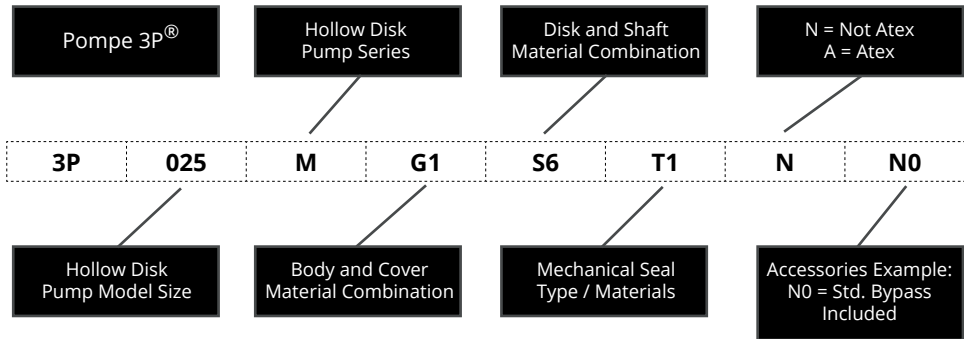 Pompe 3P®
Hollow Disk
Pump Series
Disk and Shaft
Material Combination
N = Not Atex
A = Atex
3P 025 M G1 S6 T1 N N0
Hollow Disk
Pump Model Size
Body and Cover
Material Combination
Mechanical Seal
Type / Materials
Accessories Example:
N0 = Std. Bypass
Included